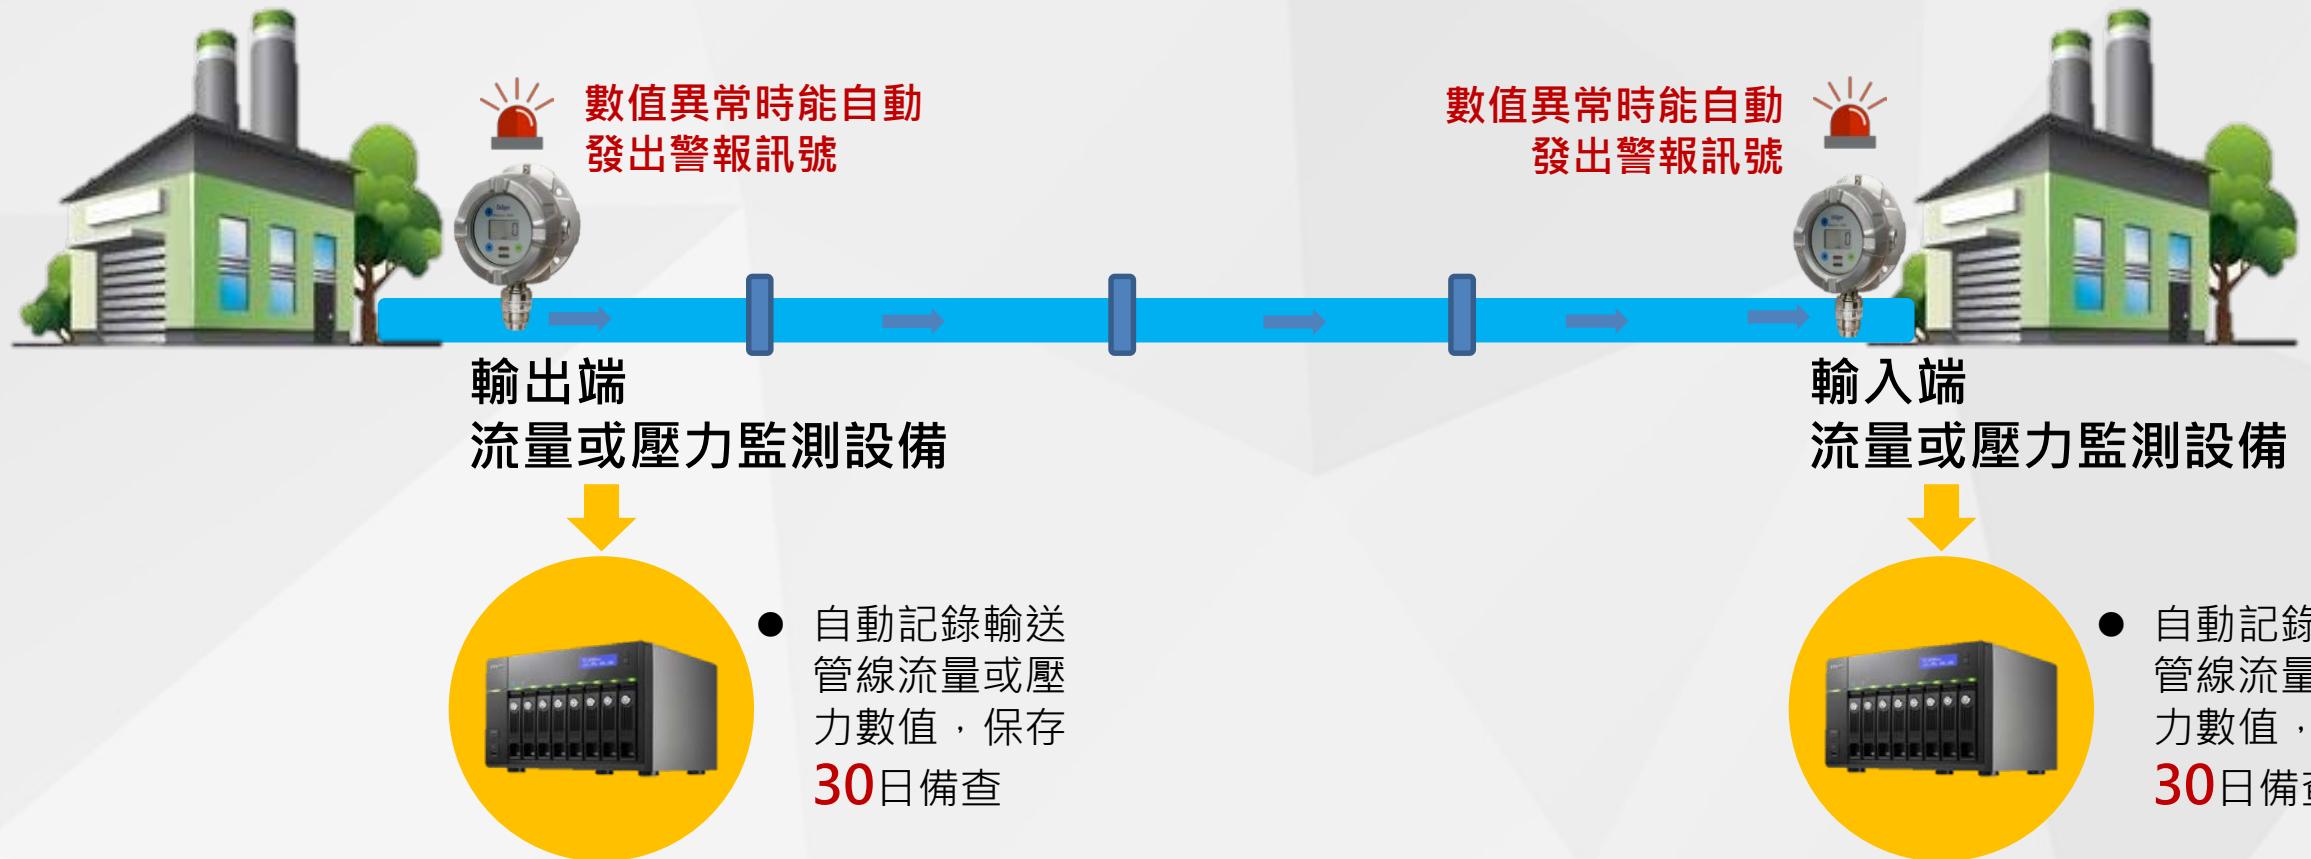 數值異常時能自動
發出警報訊號
數值異常時能自動
發出警報訊號
輸出端
流量或壓力監測設備
輸入端
流量或壓力監測設備
● 自動記錄輸送
管線流量或壓
力數值，保存
30日備查
● 自動記錄
管線流量
力數值，
30日備查